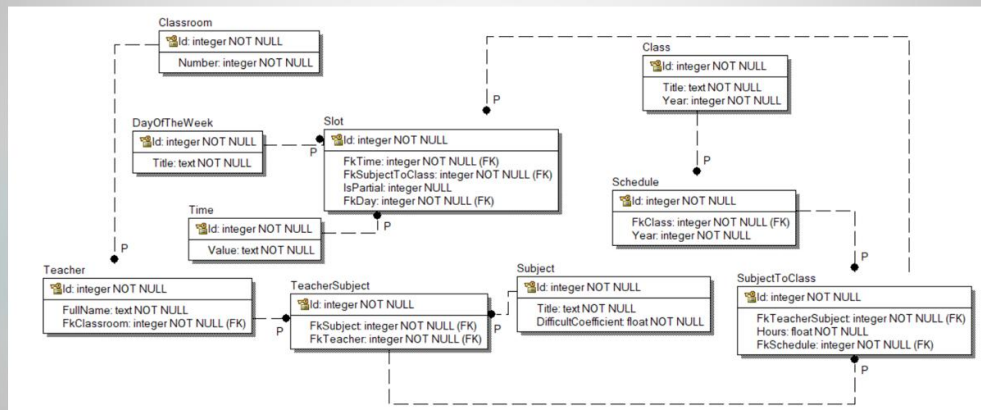 Classroom
Id: integer NOT NULL
Number: integer NOT NULL
P
DayOfTheWeek
Id: integer NOT NULL
Title: text NOT NULL
P
Slot
Id: integer NOT NULL
FkTime: integer NOT NULL (FK)
FkSubjectToClass: integer NOT NULL (FK)
IsPartial: integer NULL
FkDay: integer NOT NULL (FK)
P
Class
Id: integer NOT NULL
Title: text NOT NULL
Year: integer NOT NULL
P
Time
Id: integer NOT NULL
Value: text NOT NULL
P
Schedule
Id: integer NOT NULL
FkClass: integer NOT NULL (FK)
Year: integer NOT NULL
P
Teacher
Id: integer NOT NULL
FullName: text NOT NULL
FkClassroom: integer NOT NULL (FK)
P
TeacherSubject
Id: integer NOT NULL
FkSubject: integer NOT NULL (FK)
FkTeacher: integer NOT NULL (FK)
P
Subject
Id: integer NOT NULL
Title: text NOT NULL
DifficultCoefficient: float NOT NULL
SubjectToClass
Id: integer NOT NULL
FkTeacherSubject: integer NOT NULL (FK)
Hours: float NOT NULL
FkSchedule: integer NOT NULL (FK)
P